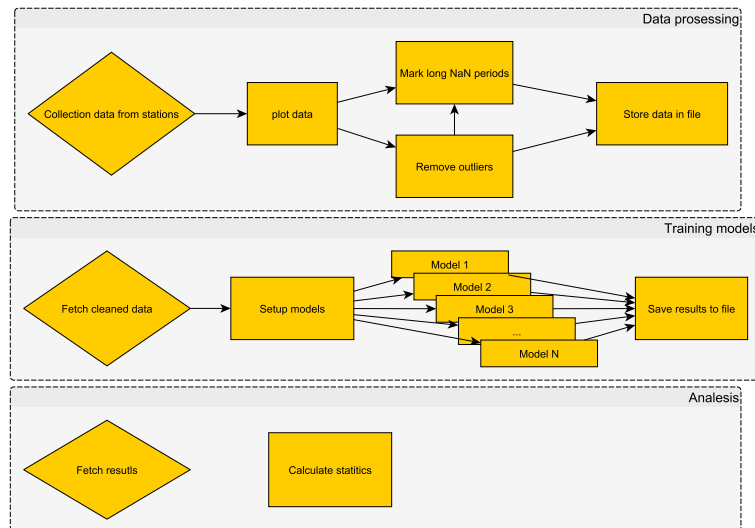 Data prosessing
Collection data from stations
plot data
Mark long NaN periods
Remove outliers
Store data in file
Training models
Fetch cleaned data
Setup models
Model 1
Model 2
Model 3
...
Model N
Save results to file
Analesis
Fetch resutls
Calculate statitics